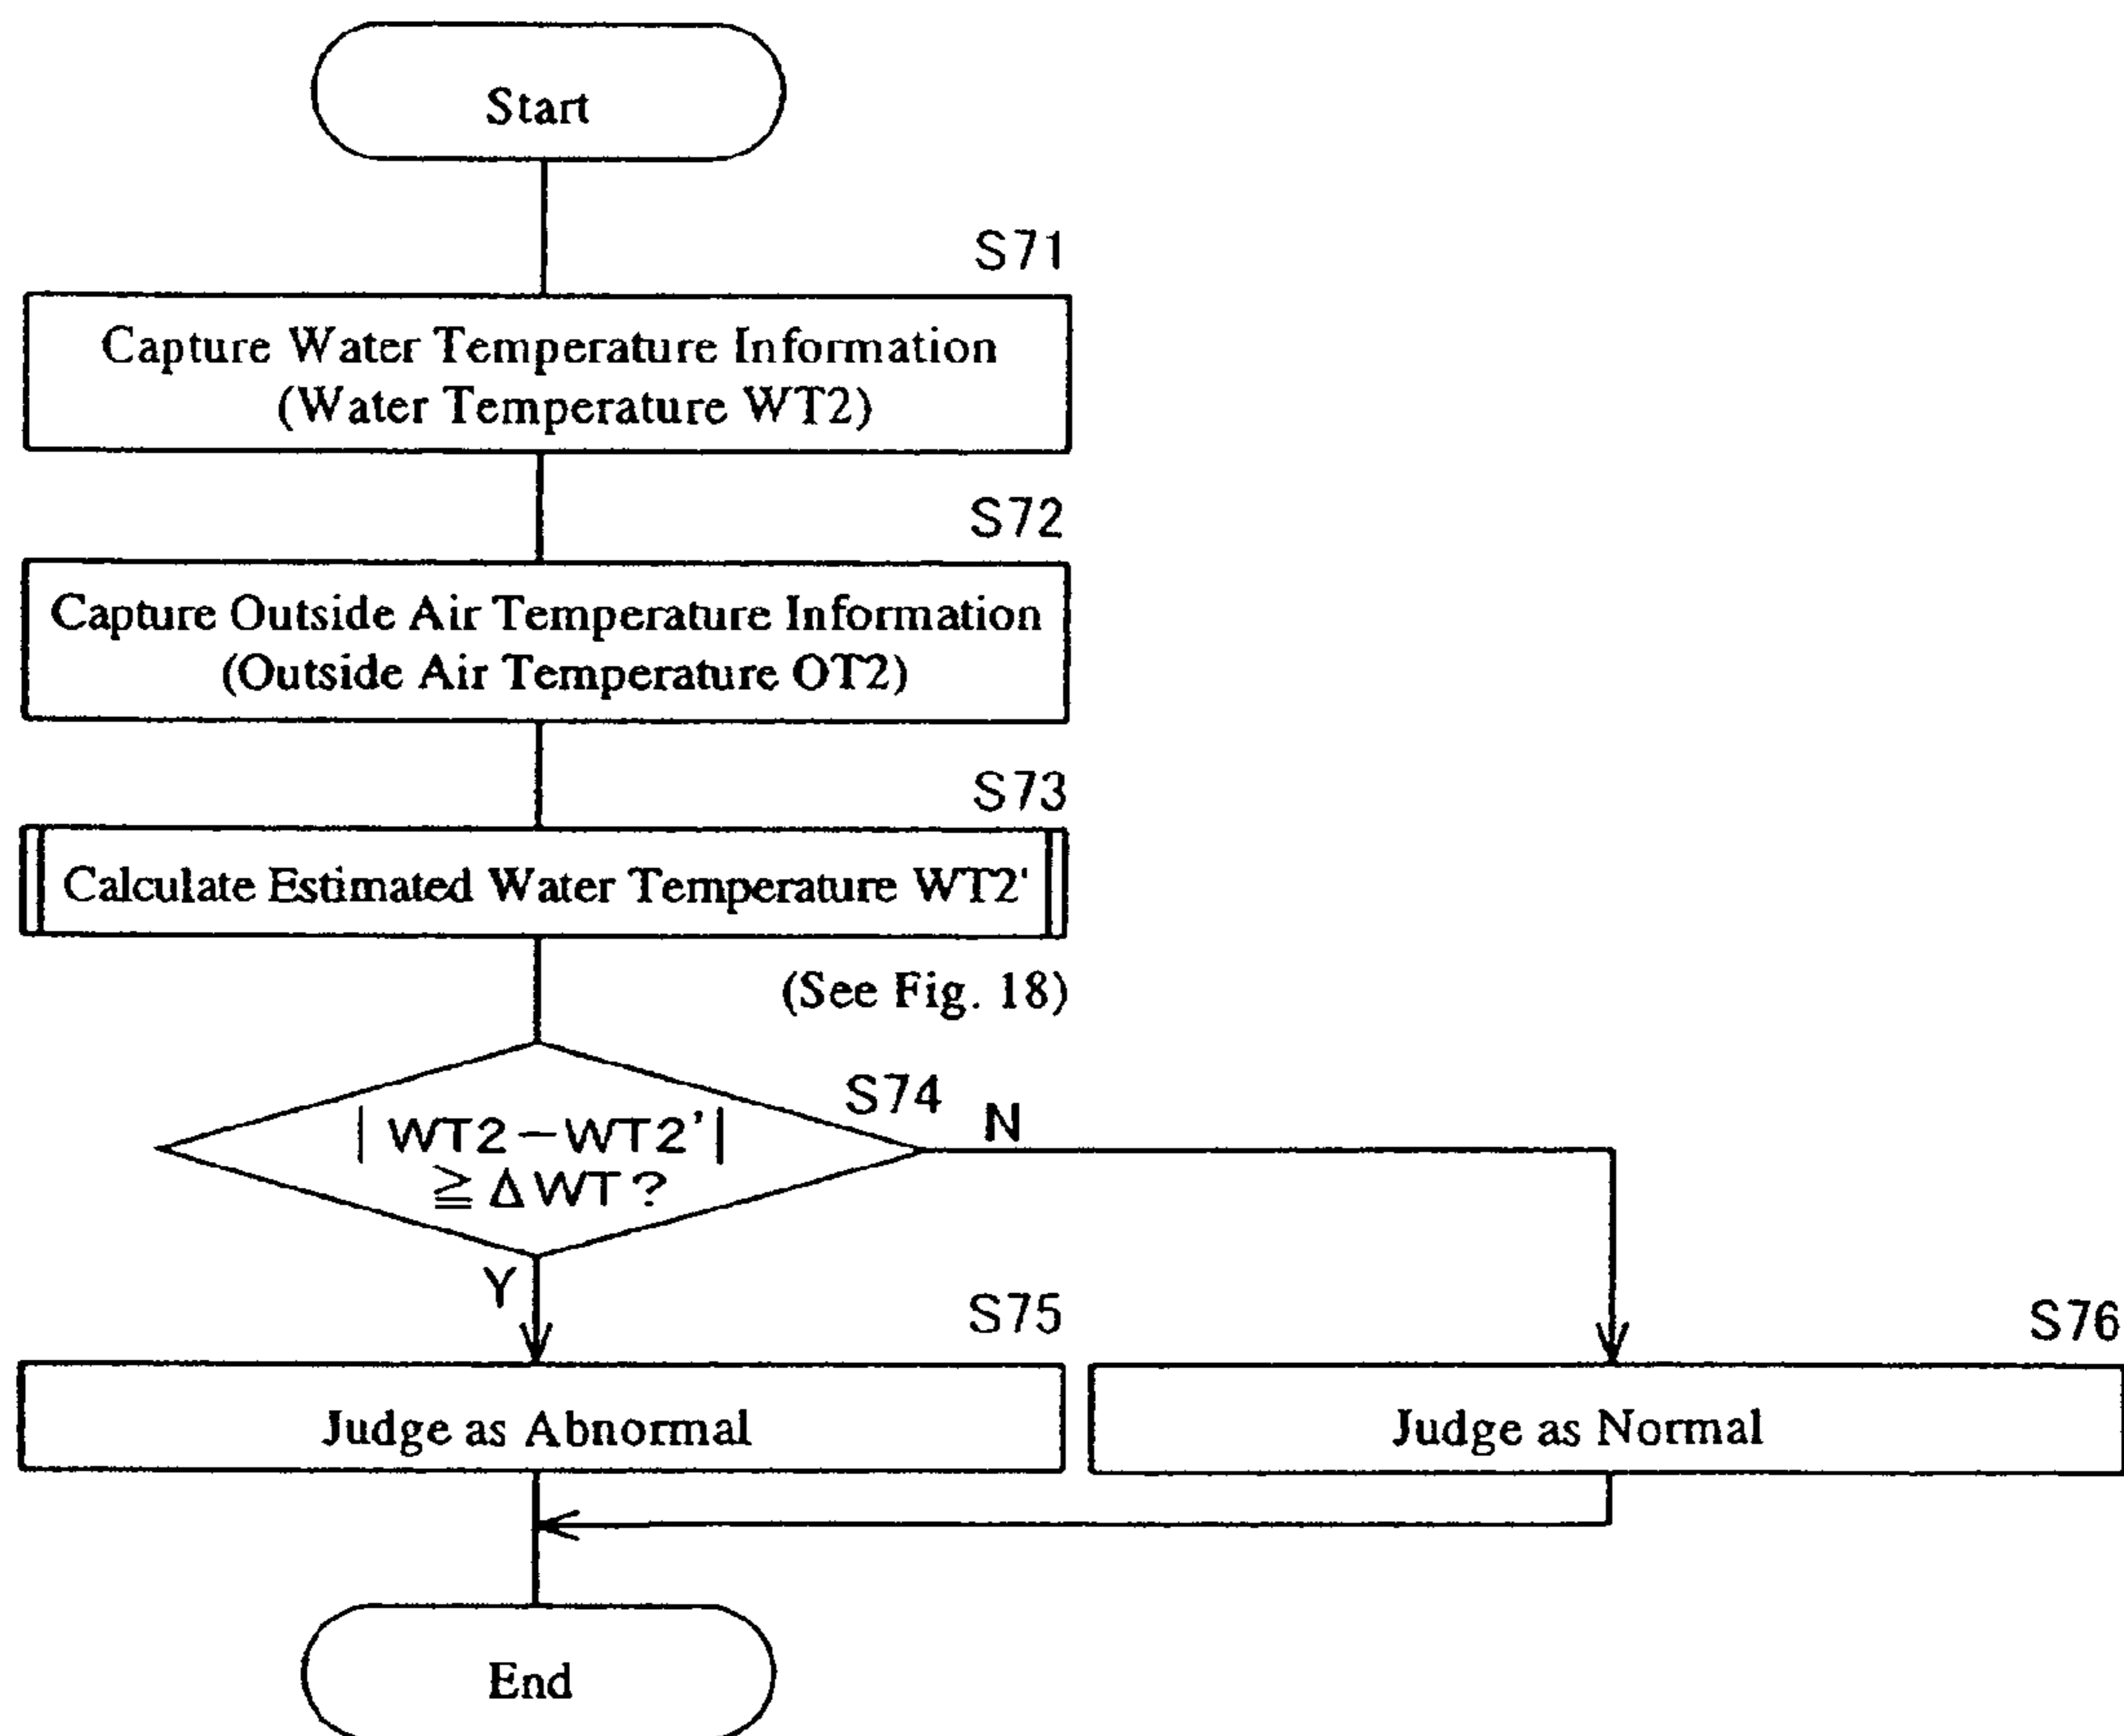 Start
S71
Capture Water Temperature Information
(Water Temperature WT2)
S72
Capture Outside Air Temperature Information
(Outside Air Temperature OT2)
S73
Calculate Estimated Water Temperature WT2'
(See Fig. 18)
S74
N
| WT2−WT2'|
≧ΔWT?
Y
S75
S76
Judge as Abnormal
Judge as Normal
End